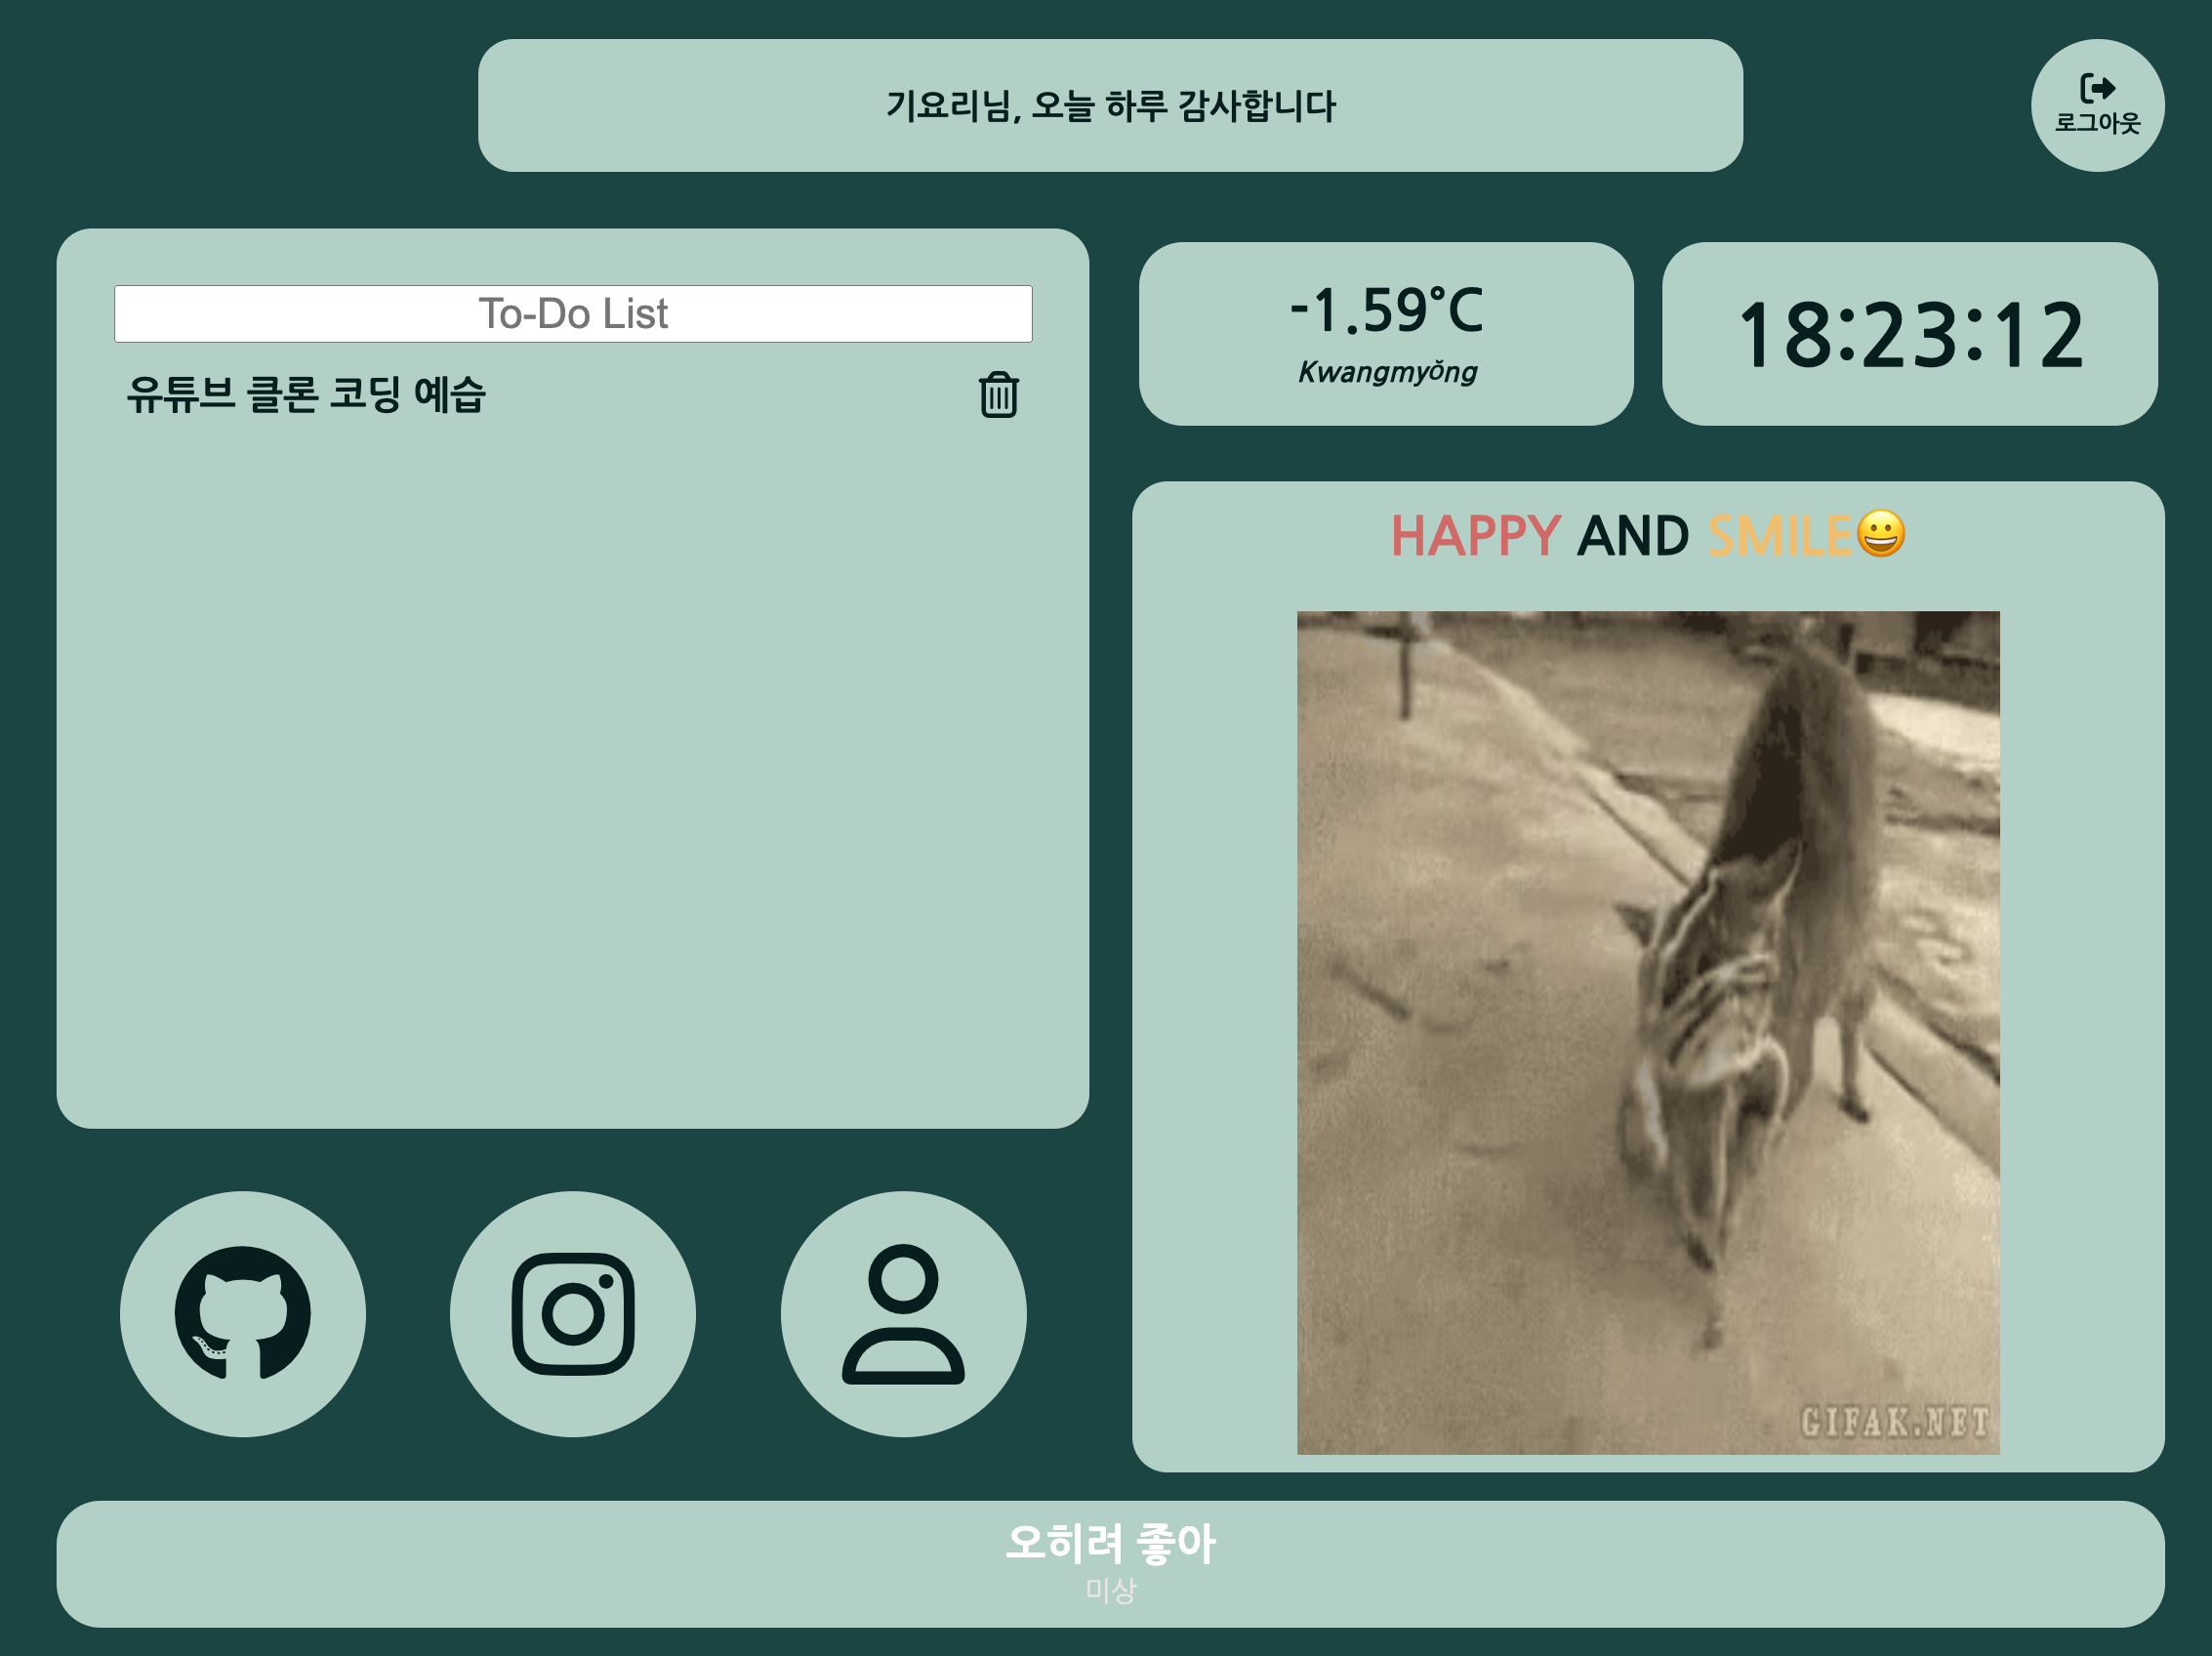 기요리님, 오늘 하루 감사합니다
로그아웃
To-Do List
유튜브 클론 코딩 예습
-1.59°C
Kwangmyŏng
18:23:12
HAPPY AND SMILE😀
GIFAK.NET
오히려 좋아
미상